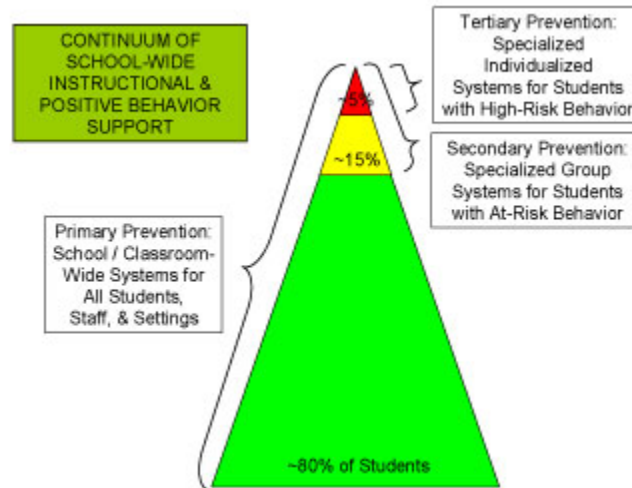 CONTINUUM OF
SCHOOL-WIDE
INSTRUCTIONAL &
POSITIVE BEHAVIOR
SUPPORT
Tertiary Prevention:
Specialized
Individualized
Systems for Students
with High-Risk Behavior
~5%
Secondary Prevention:
Specialized Group
Systems for Students
with At-Risk Behavior
~15%
Primary Prevention:
School / Classroom-
Wide Systems for
All Students,
Staff, & Settings
~80% of Students